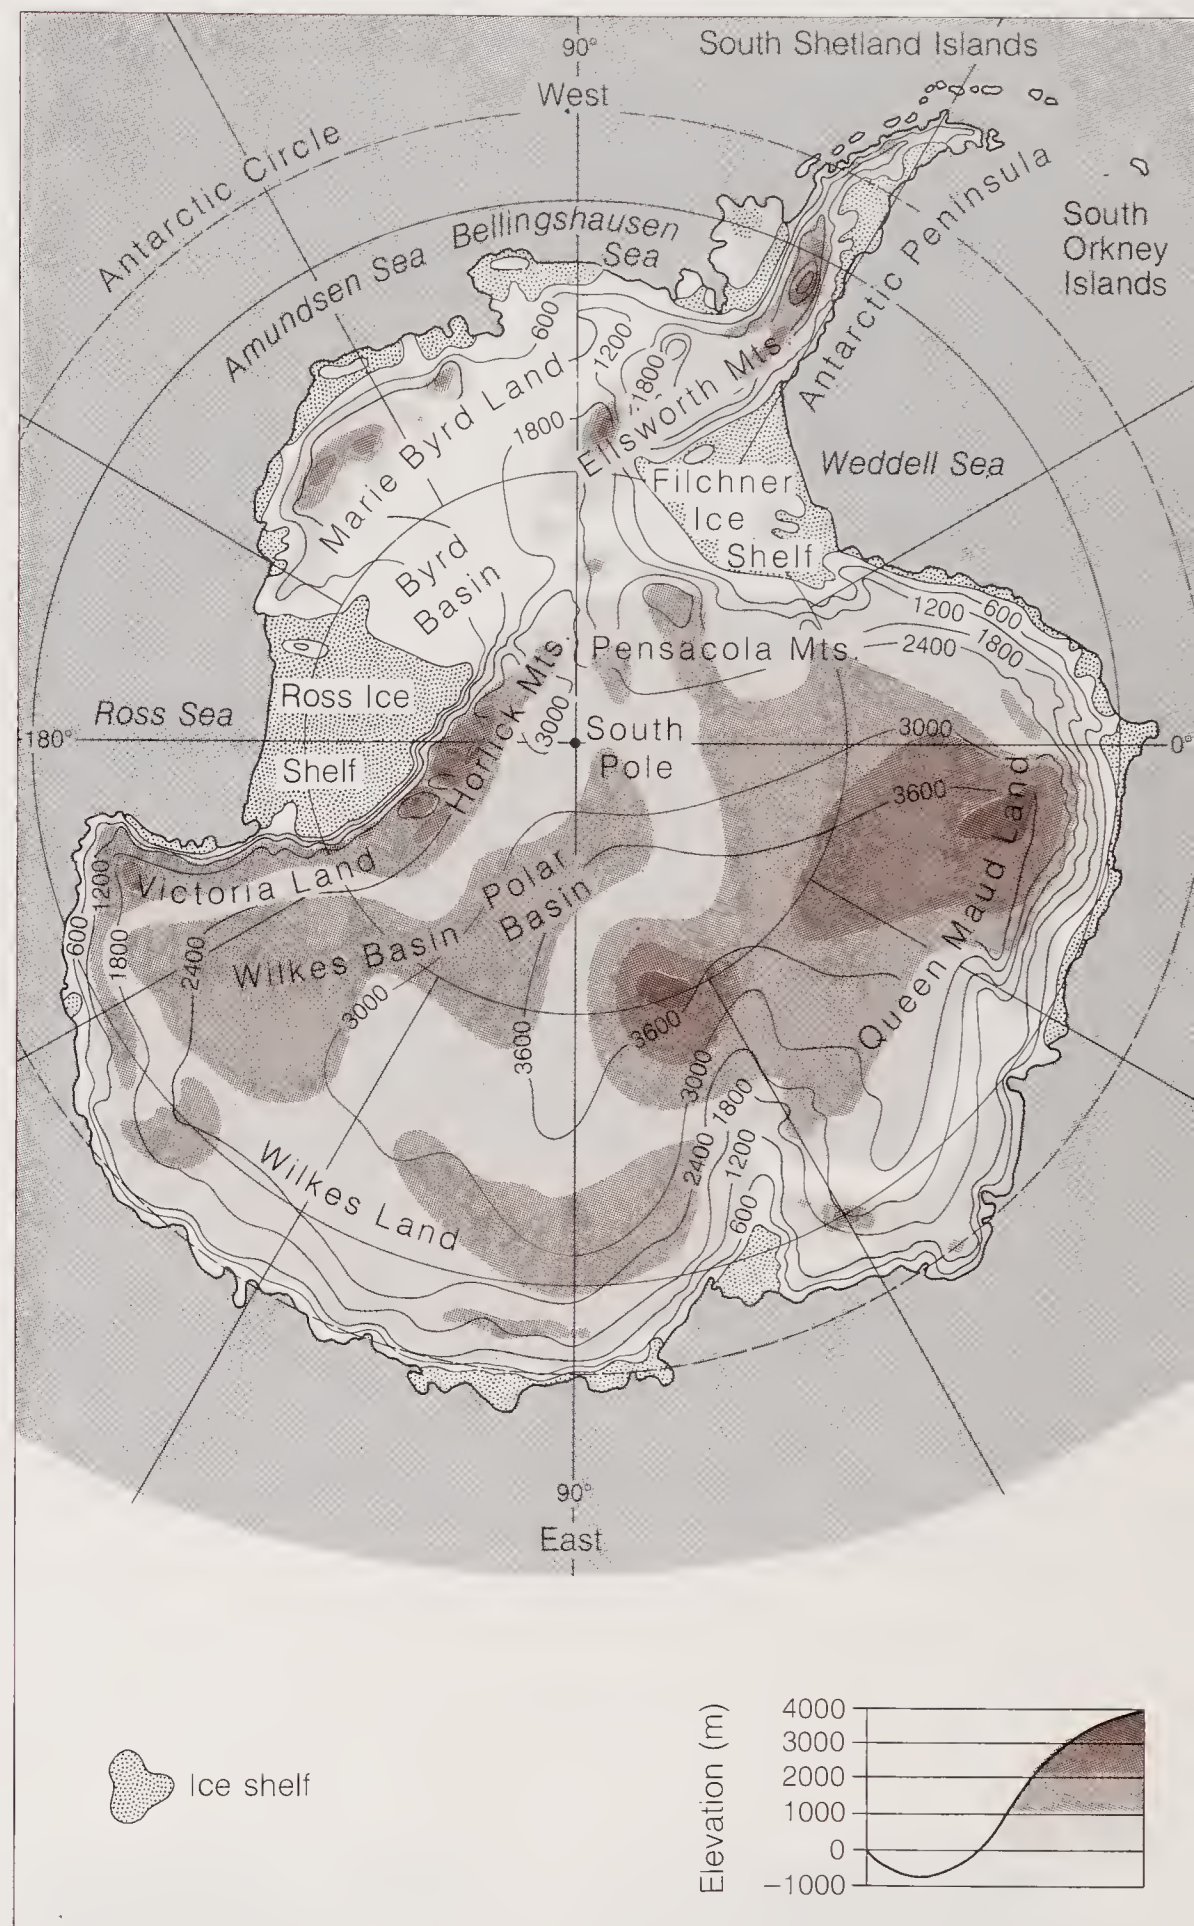 90°
West
South Shetland Islands
Antarctic Circle
Antarctic Peninsula
South
Orkney
Islands
Bellingshausen
Sea
Amundsen Sea
600
1200
1800
1800
Marie Byrd Land
Ellsworth Mts.
Weddell Sea
Filchner
Ice
Shelf
Byrd
Basin
1200
600
2400
1800
Pensacola Mts.
Horlick Mts.
(3000)
Ross Ice
Shelf
Ross Sea
180°
South
Pole
0°
3000
3600
Queen Maud Land
Victoria Land
1200
600
1800
2400
Polar
Basin
Wilkes Basin
3000
3600
3600
3000
1800
2400
1200
600
Wilkes Land
90°
East
Ice shelf
Elevation (m)
4000
3000
2000
1000
0
−1000